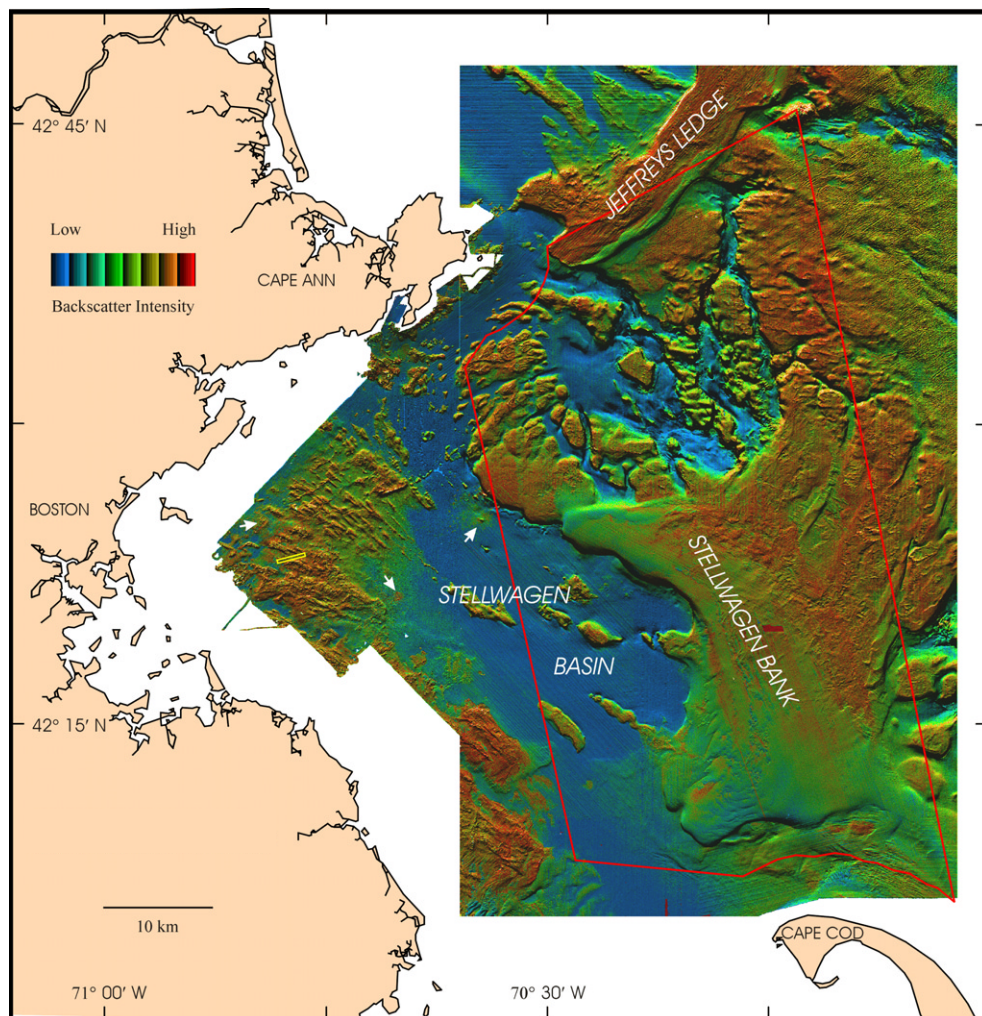 42° 45′ N
JEFFREYS LEDGE
Low High
CAPE ANN
Backscatter Intensity
BOSTON
STELLWAGEN
STELLWAGEN BANK
BASIN
42° 15′ N
10 km
CAPE COD
71° 00′ W
70° 30′ W